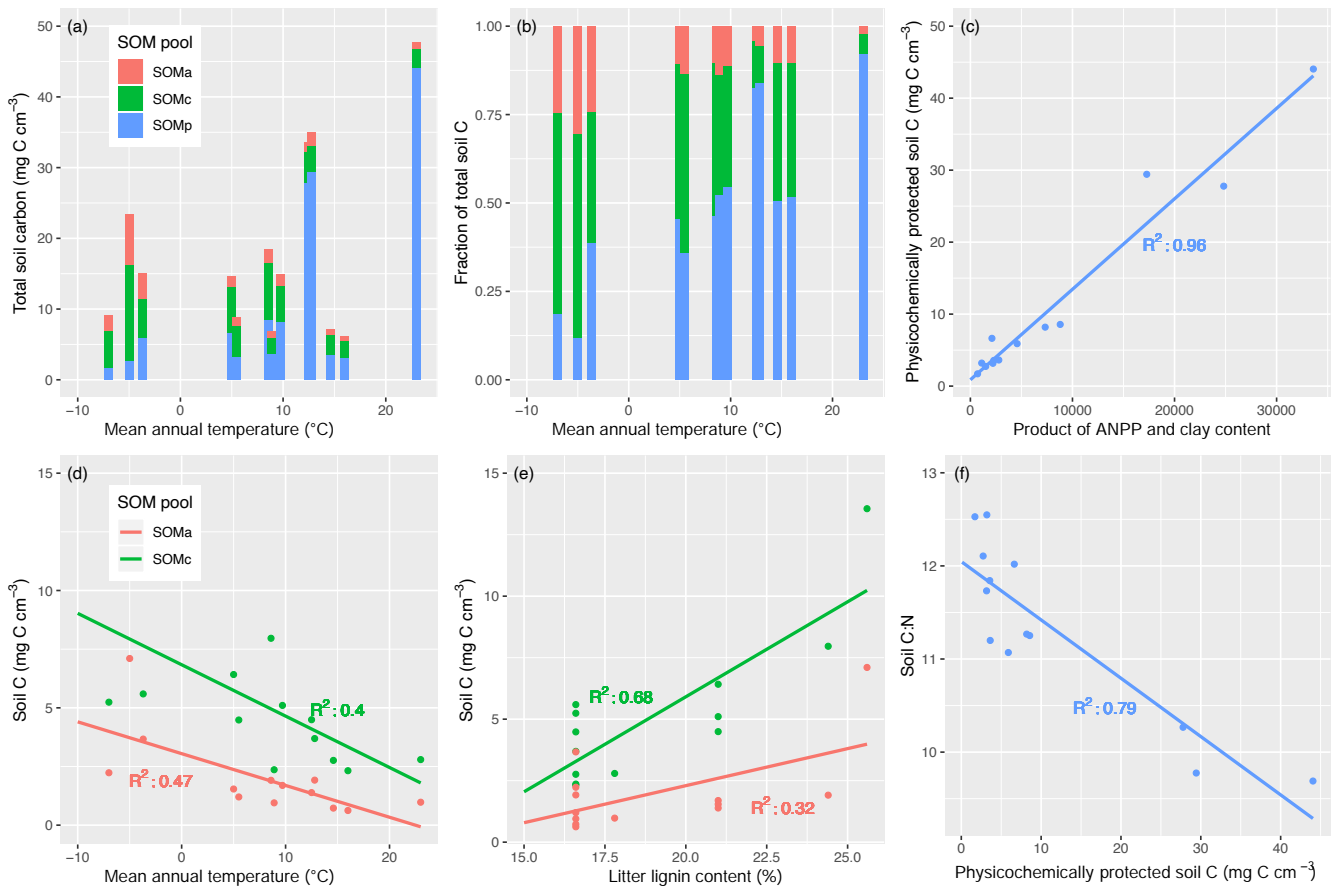 (a)
SOM pool
SOMa
SOMc
SOMp
50
40
30
20
10
0
−10
0
10
20
Total soil carbon (mg C cm−3)
Mean annual temperature (°C)
(b)
1.00
0.75
0.50
0.25
0.00
−10
0
10
20
Fraction of total soil C
Mean annual temperature (°C)
(c)
50
40
30
20
10
0
0
10000
20000
30000
R2:0.96
Physicochemically protected soil C (mg C cm−3)
Product of ANPP and clay content
(d)
SOM pool
SOMa
SOMc
15
10
5
0
−10
0
10
20
R2:0.4
R2:0.47
Soil C (mg C cm−3)
Mean annual temperature (°C)
(e)
15
10
5
0
15.0
17.5
20.0
22.5
25.0
R2:0.68
R2:0.32
Soil C (mg C cm−3)
Litter lignin content (%)
(f)
13
12
11
10
0
10
20
30
40
R2:0.79
Soil C:N
Physicochemically protected soil C (mg C cm−3)